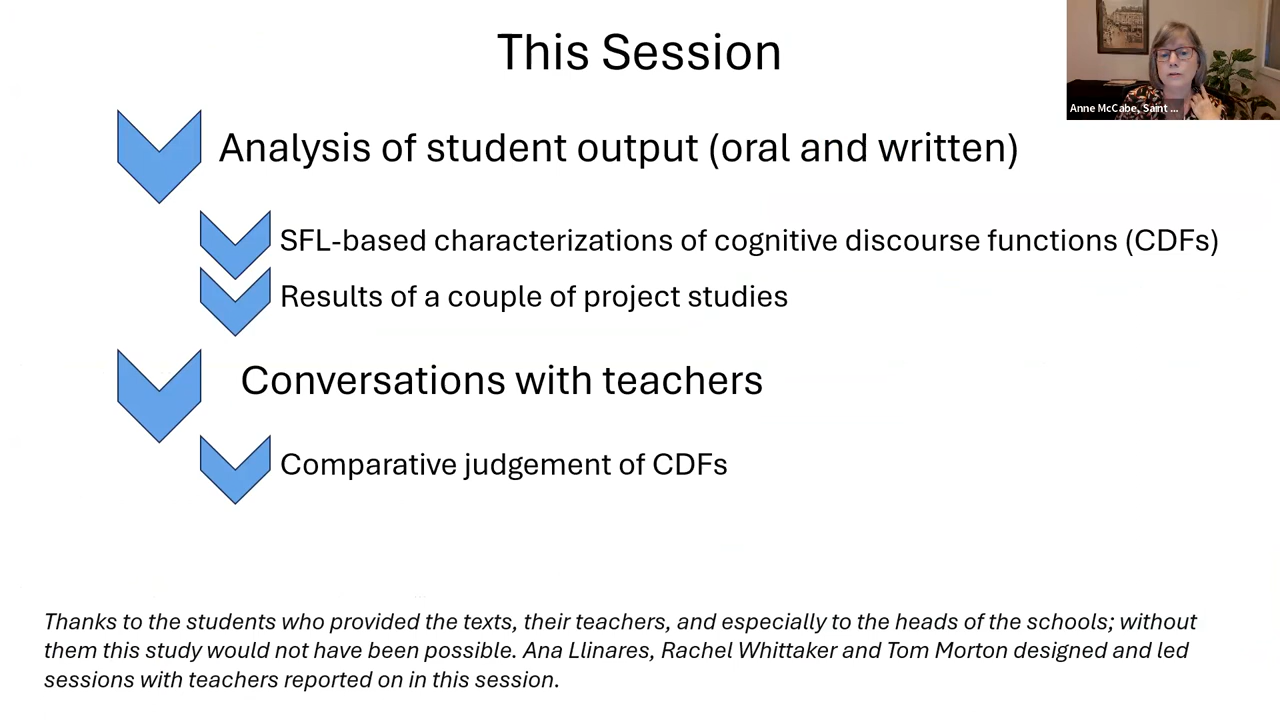 This Session
Anne McCabe, Saint ...
Analysis of student output (oral and written)
SFL-based characterizations of cognitive discourse functions (CDFs)
Results of a couple of project studies
Conversations with teachers
Comparative judgement of CDFs
Thanks to the students who provided the texts, their teachers, and especially to the heads of the schools; without
them this study would not have been possible. Ana Llinares, Rachel Whittaker and Tom Morton designed and led
sessions with teachers reported on in this session.